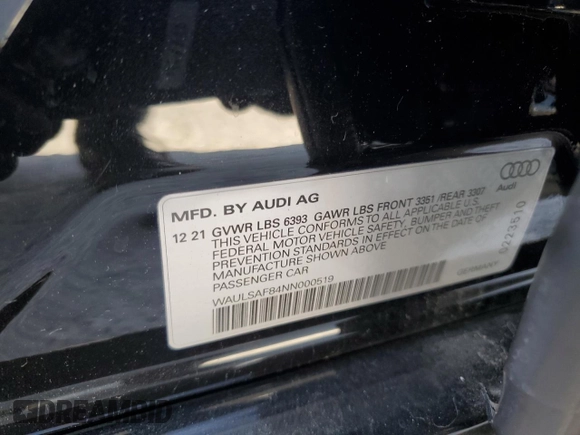 MFD. BY AUDI AG
12 21 GVWR LBS 6393 GAWR LBS FRONT 3351 /REAR 3307
THIS VEHICLE CONFORMS TO ALL APPLICABLE U.S.
FEDERAL MOTOR VEHICLE SAFETY, BUMPER AND THEFT
PREVENTION STANDARDS IN EFFECT ON THE DATE OF
MANUFACTURE SHOWN ABOVE
PASSENGER CAR
WAULSAF84NN000519
Audi
GERMANY
DREAMBID